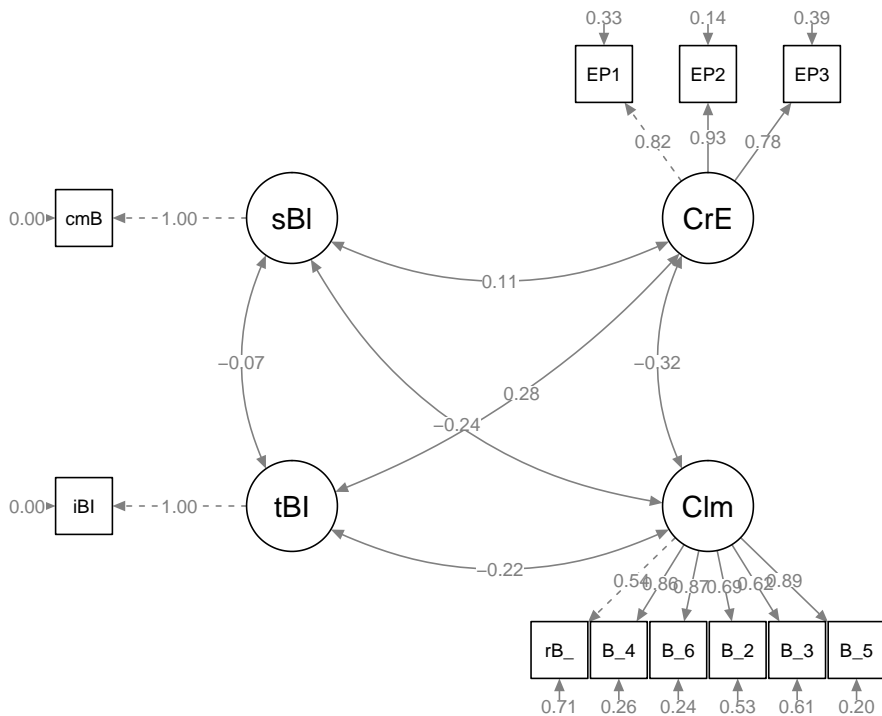 0.33 0.14 0.39
EP1 EP2 EP3
0.82 0.93 0.78
0.00 cmB 1.00 sBI CrE
0.11
−0.07 −0.32
0.28
−0.24
0.00 iBI 1.00 tBI Clm
−0.22
0.54 0.86 0.87 0.69 0.62 0.89
rB_ B_4 B_6 B_2 B_3 B_5
0.71 0.26 0.24 0.53 0.61 0.20